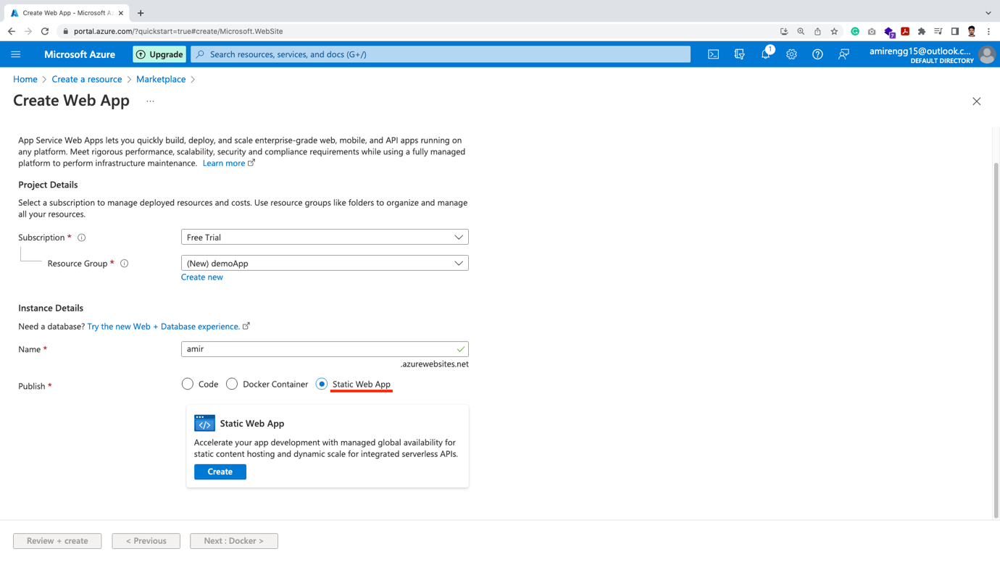 Create Web App - Microsoft Az
portal.azure.com/?quickstart=true#create/Microsoft.WebSite
7
Microsoft Azure
Upgrade
Search resources, services, and docs (G+/)
1
amirengg15@outlook.c...
DEFAULT DIRECTORY
Home > Create a resource > Marketplace >
Create Web App ...
App Service Web Apps lets you quickly build, deploy, and scale enterprise-grade web, mobile, and API apps running on
any platform. Meet rigorous performance, scalability, security and compliance requirements while using a fully managed
platform to perform infrastructure maintenance. Learn more
Project Details
Select a subscription to manage deployed resources and costs. Use resource groups like folders to organize and manage
all your resources.
Subscription * Free Trial
Resource Group * (New) demoApp
Create new
Instance Details
Need a database? Try the new Web + Database experience.
Name * amir
.azurewebsites.net
Publish * Code Docker Container Static Web App
Static Web App
Accelerate your app development with managed global availability for
static content hosting and dynamic scale for integrated serverless APIs.
Create
Review + create < Previous Next : Docker >